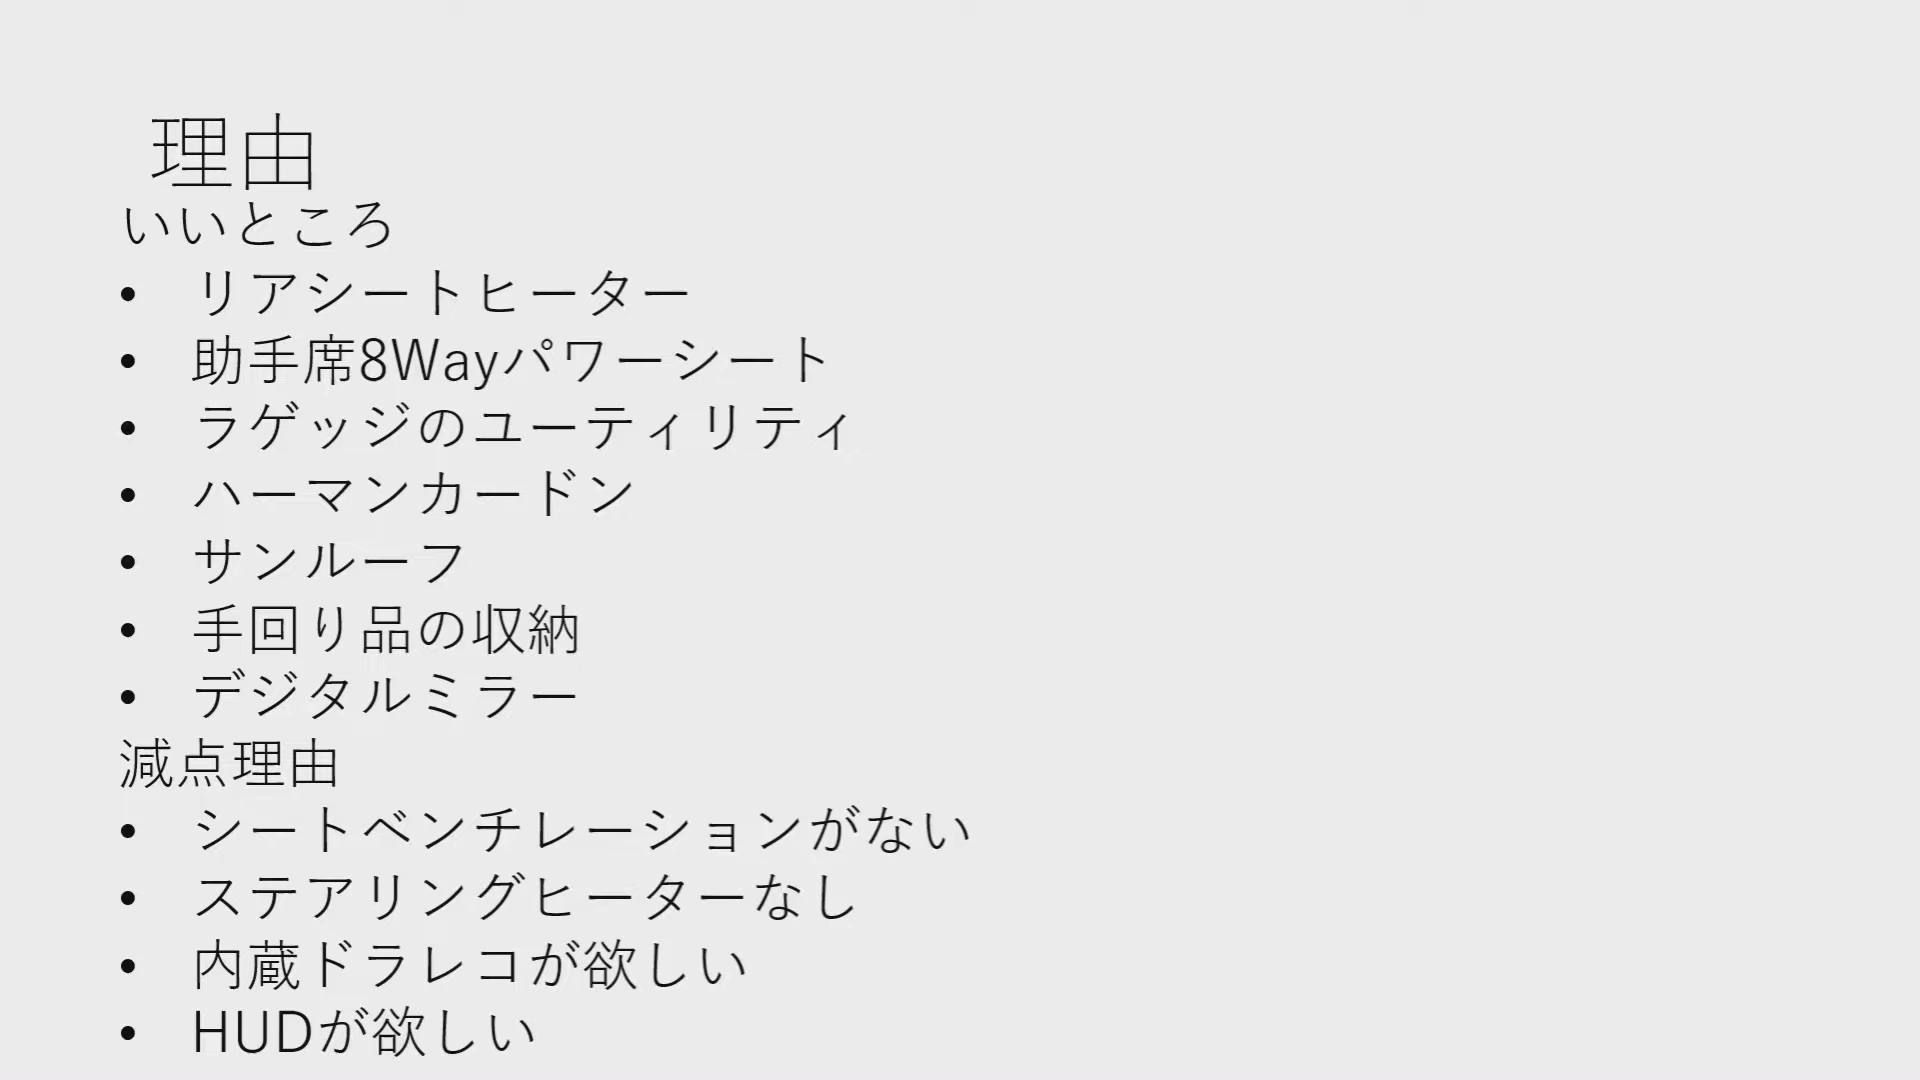 理由
いいところ
• リアシートヒーター
• 助手席8Wayパワーシート
• ラゲッジのユーティリティ
• ハーマンカードン
• サンルーフ
• 手回り品の収納
• デジタルミラー
減点理由
• シートベンチレーションがない
• ステアリングヒーターなし
• 内蔵ドラレコが欲しい
• HUDが欲しい